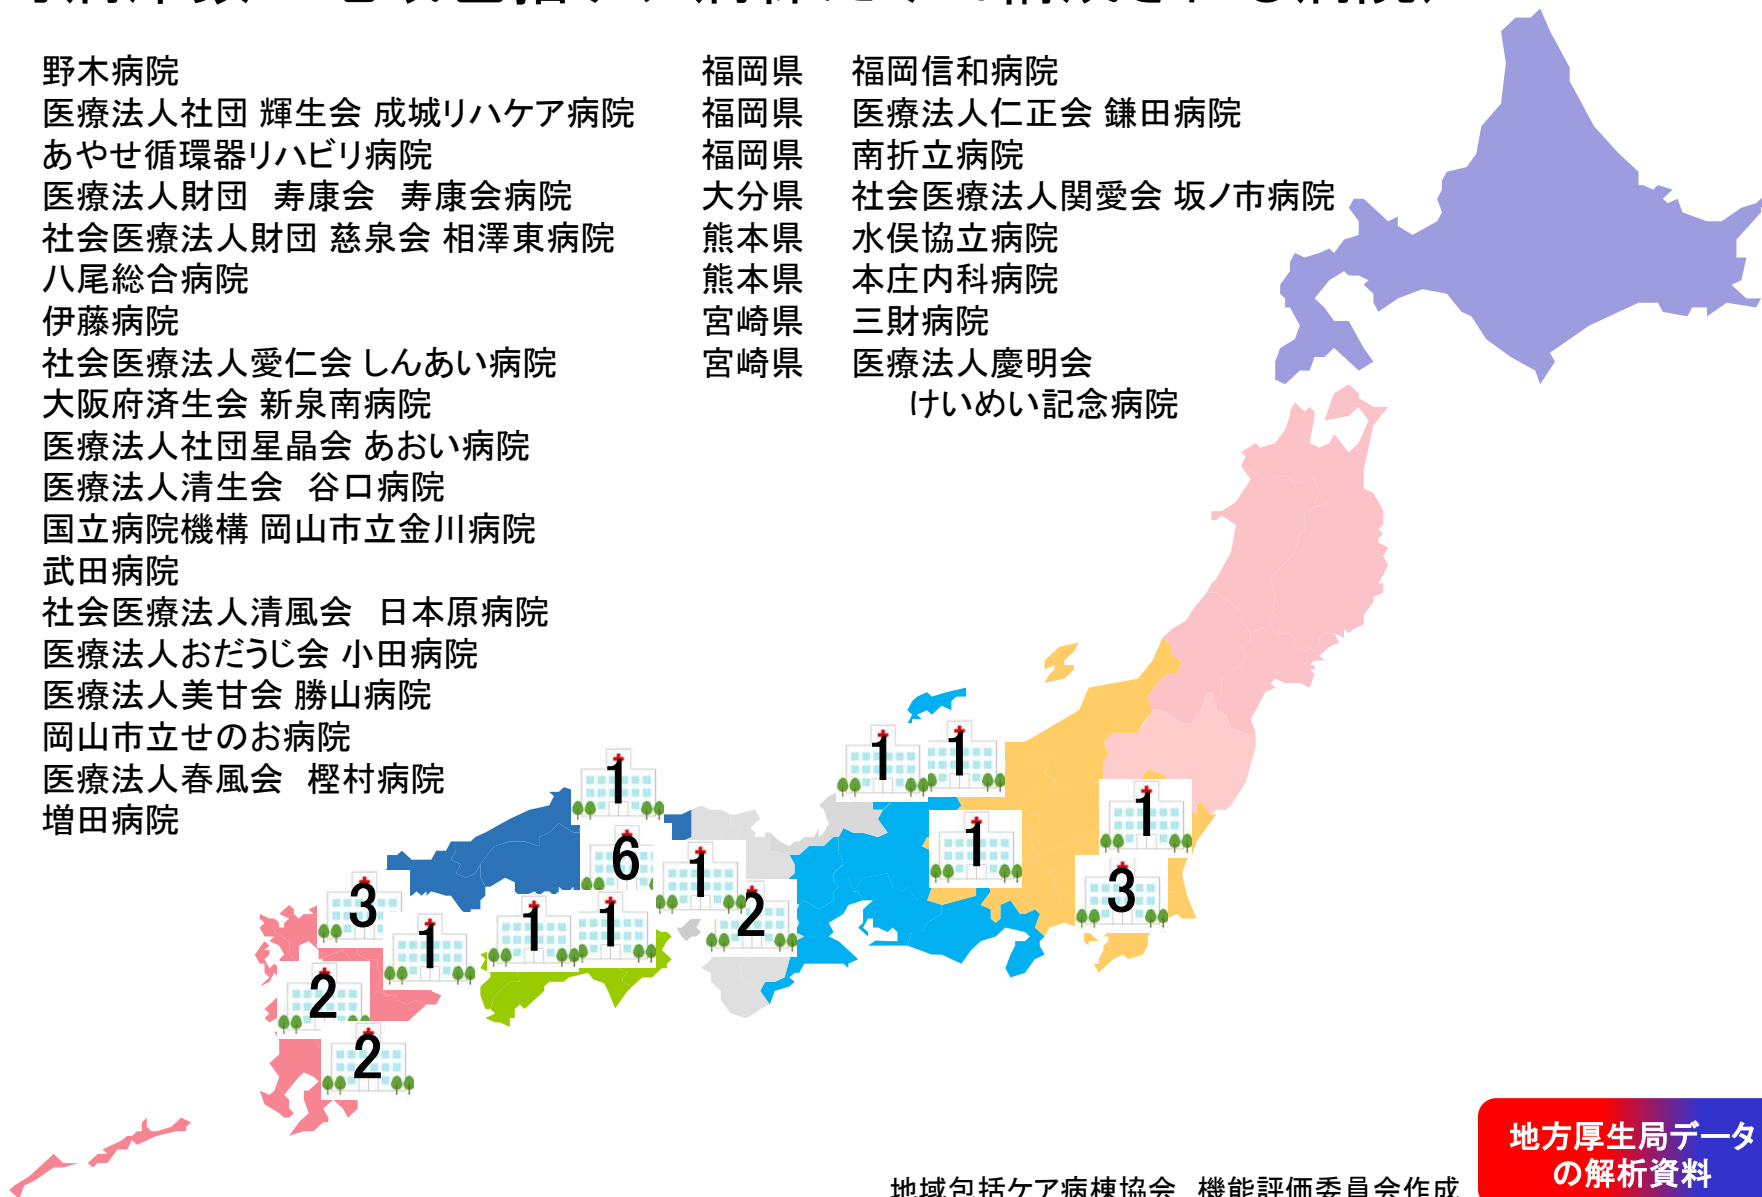 野木病院
医療法人社団 輝生会 成城リハケア病院
あやせ循環器リハビリ病院
医療法人財団　寿康会　寿康会病院
社会医療法人財団 慈泉会 相澤東病院
八尾総合病院
伊藤病院
社会医療法人愛仁会 しんあい病院
大阪府済生会 新泉南病院
医療法人社団星晶会 あおい病院
医療法人清生会　谷口病院
国立病院機構 岡山市立金川病院
武田病院
社会医療法人清風会　日本原病院
医療法人おだうじ会 小田病院
医療法人美甘会 勝山病院
岡山市立せのお病院
医療法人春風会　樫村病院
増田病院
福岡県　福岡信和病院
福岡県　医療法人仁正会 鎌田病院
福岡県　南折立病院
大分県　社会医療法人関愛会 坂ノ市病院
熊本県　水俣協立病院
熊本県　本庄内科病院
宮崎県　三財病院
宮崎県　医療法人慶明会
けいめい記念病院
1
1
1
1
6
1
1
3
3
1
2
1
1
1
2
2
地方厚生局データ
の解析資料
地域包括ケア病棟協会　機能評価委員会作成